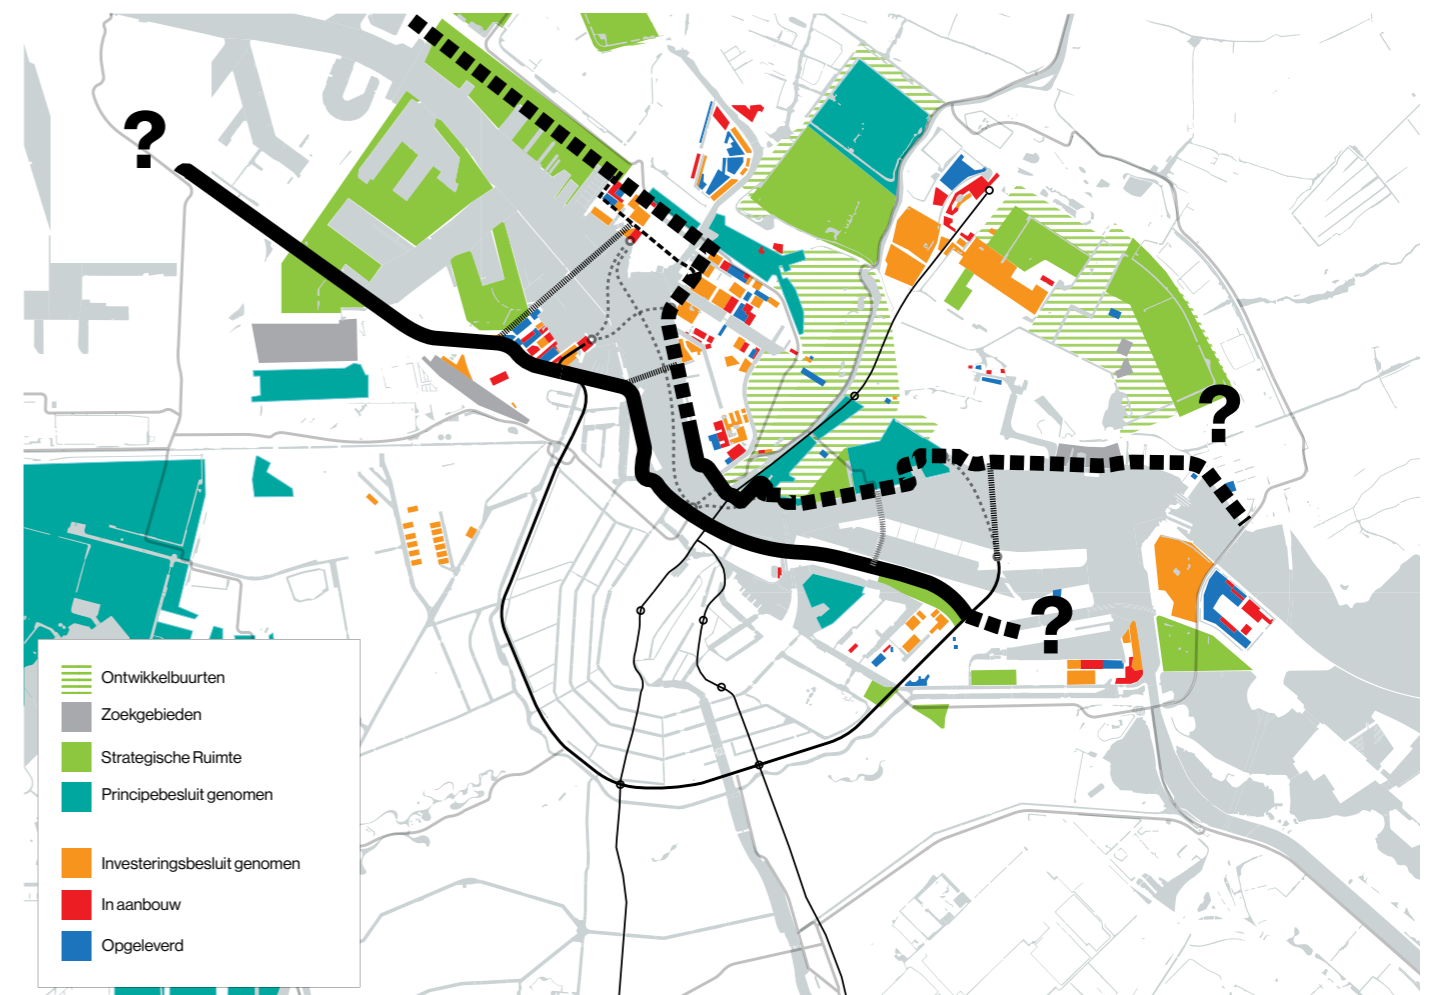 ?
?
?
Ontwikkelbuurten
Zoekgebieden
Strategische Ruimte
Principebesluit genomen
Investeringsbesluit genomen
In aanbouw
Opgeleverd